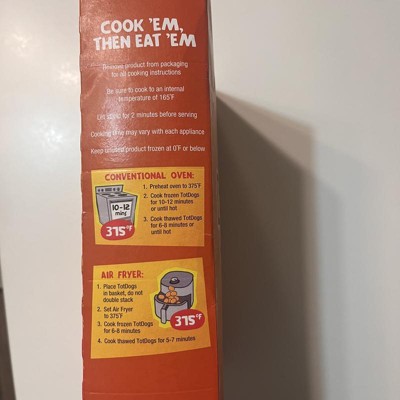 COOK 'EM,
THEN EAT 'EM
Remove product from packaging
for all cooking instructions
Be sure to cook to an internal
temperature of 165°F
Let stand for 2 minutes before serving
Cooking time may vary with each appliance
Keep unused product frozen at 0°F or below
CONVENTIONAL OVEN:
10-12
mins
375°F
1. Preheat oven to 375°F
2. Cook frozen TotDogs
for 10-12 minutes
or until hot
3. Cook thawed TotDogs
for 6-8 minutes or
until hot
AIR FRYER:
1. Place TotDogs
in basket, do not
double stack
2. Set Air Fryer
to 375°F
3. Cook frozen TotDogs
for 6-8 minutes
4. Cook thawed TotDogs for 5-7 minutes
375°F